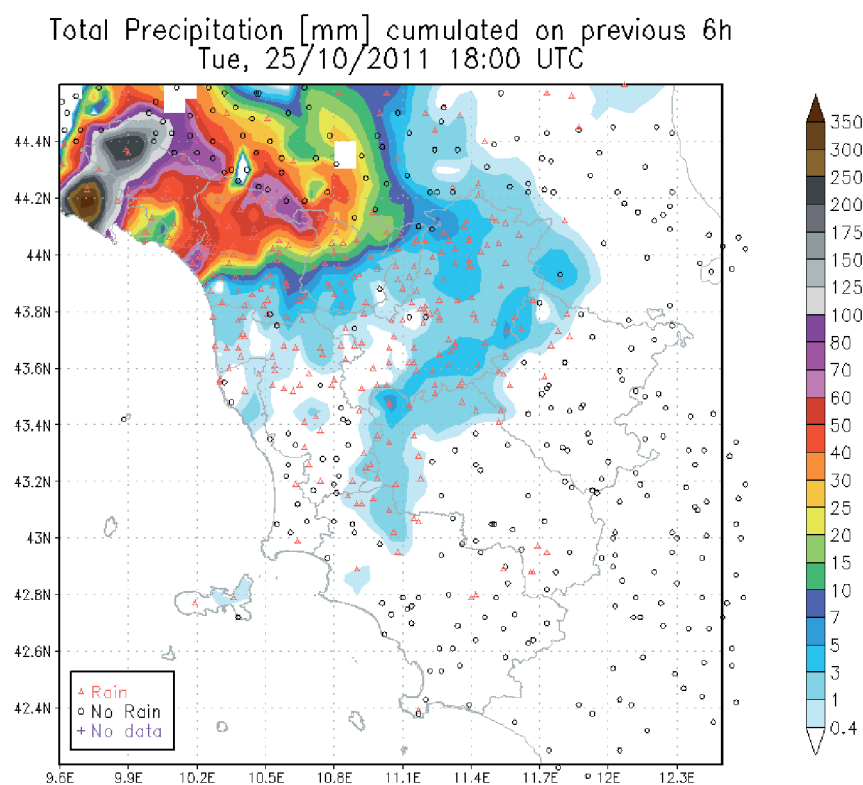 Total Precipitation [mm] cumulated on previous 6h
Tue, 25/10/2011 18:00 UTC
44.4N
44.2N
44N
43.8N
43.6N
43.4N
43.2N
43N
42.8N
42.6N
42.4N
Rain
No Rain
No data
9.6E 9.9E 10.2E 10.5E 10.8E 11.1E 11.4E 11.7E 12E 12.3E
350
300
250
200
175
150
125
100
80
70
60
50
40
30
25
20
15
10
7
5
3
1
0.4